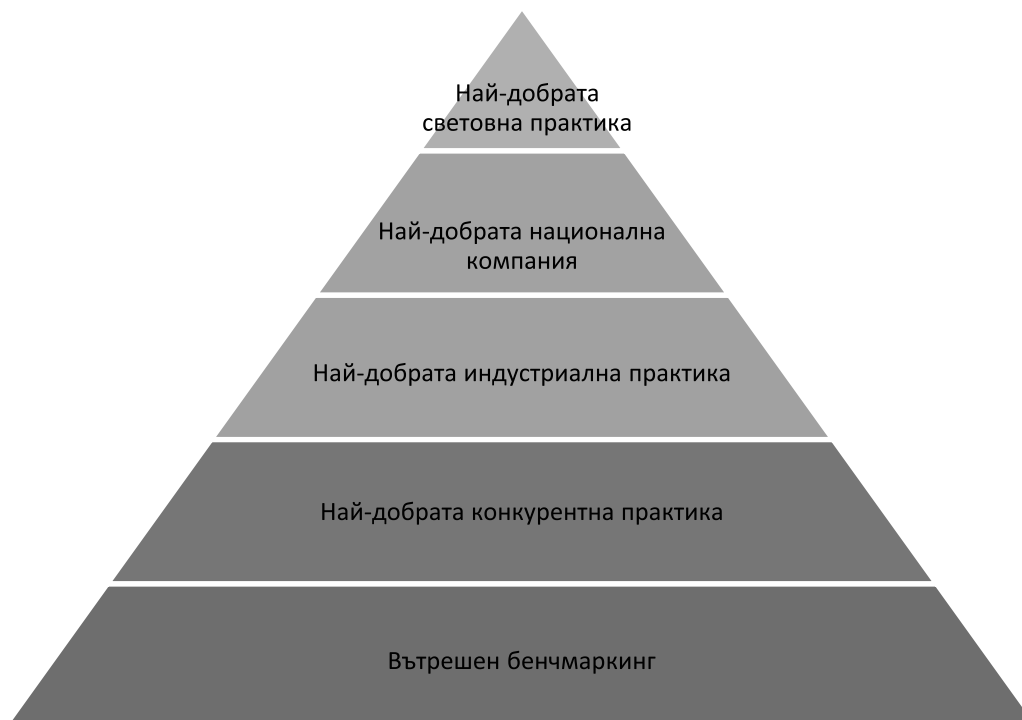 Най-добрата
световна практика
Най-добрата национална
компания
Най-добрата индустриална практика
Най-добрата конкурентна практика
Вътрешен бенчмаркинг